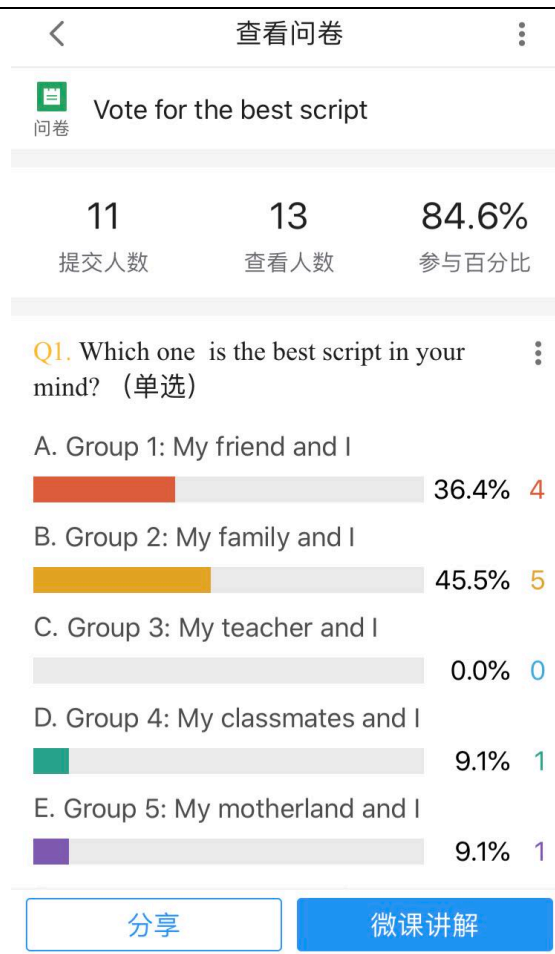 查看问卷
问卷
Vote for the best script
11 13 84.6%
提交人数 查看人数 参与百分比
Q1. Which one is the best script in your
mind? （单选）
A. Group 1: My friend and I
36.4% 4
B. Group 2: My family and I
45.5% 5
C. Group 3: My teacher and I
0.0% 0
D. Group 4: My classmates and I
9.1% 1
E. Group 5: My motherland and I
9.1% 1
分享 微课讲解